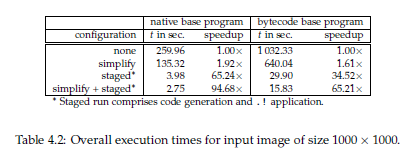 native base program bytecode base program
configuration t in sec. speedup t in sec. speedup
none 259.96 1.00× 1 032.33 1.00×
simplify 135.32 1.92× 640.04 1.61×
staged* 3.98 65.24× 29.90 34.52×
simplify + staged* 2.75 94.68× 15.83 65.21×
* Staged run comprises code generation and .! application.
Table 4.2: Overall execution times for input image of size 1000 × 1000.